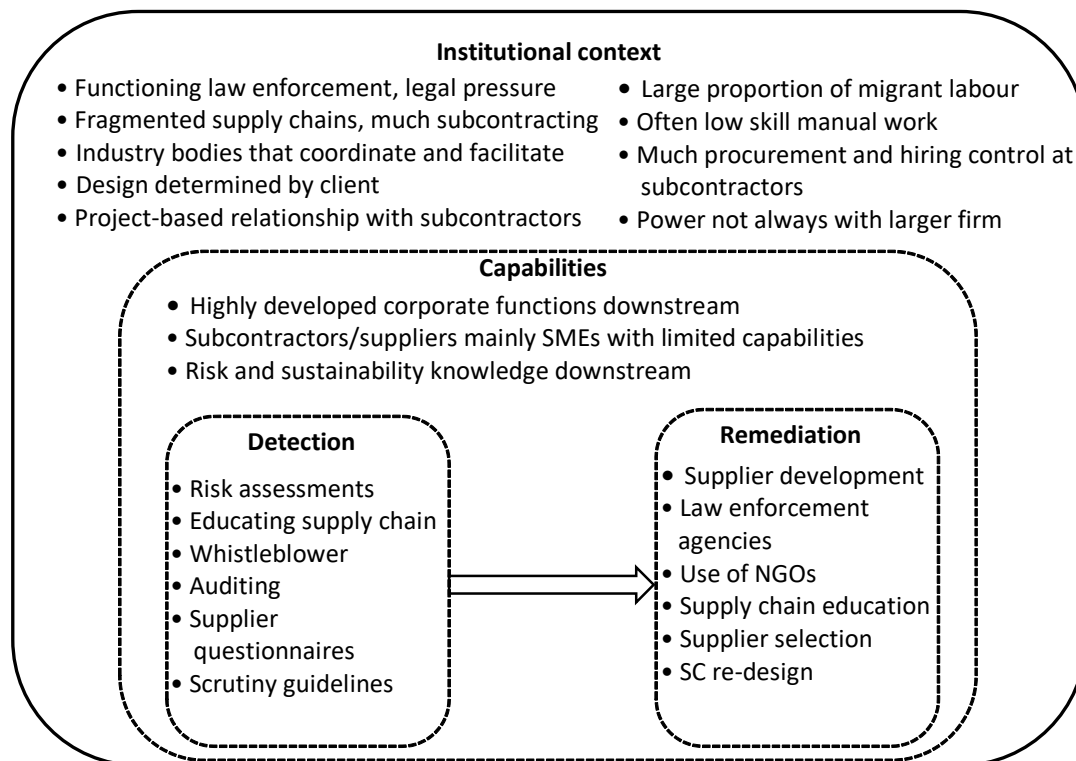 Institutional context
• Functioning law enforcement, legal pressure
• Fragmented supply chains, much subcontracting
• Industry bodies that coordinate and facilitate
• Design determined by client
• Project-based relationship with subcontractors
• Large proportion of migrant labour
• Often low skill manual work
• Much procurement and hiring control at
subcontractors
• Power not always with larger firm
Capabilities
• Highly developed corporate functions downstream
• Subcontractors/suppliers mainly SMEs with limited capabilities
• Risk and sustainability knowledge downstream
Detection
• Risk assessments
• Educating supply chain
• Whistleblower
• Auditing
• Supplier
questionnaires
• Scrutiny guidelines
Remediation
• Supplier development
• Law enforcement
agencies
• Use of NGOs
• Supply chain education
• Supplier selection
• SC re-design